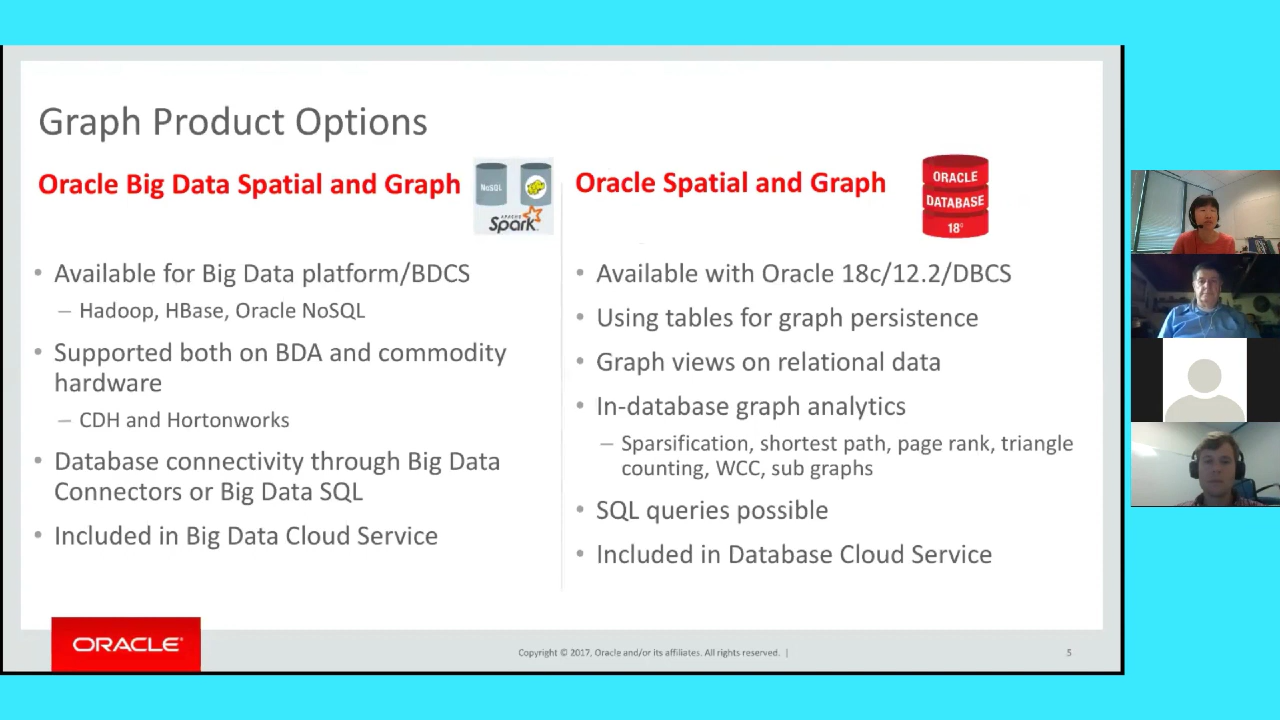 Graph Product Options
Oracle Big Data Spatial and Graph
NoSQL
APACHE
Spark
• Available for Big Data platform/BDCS
– Hadoop, HBase, Oracle NoSQL
• Supported both on BDA and commodity
hardware
– CDH and Hortonworks
• Database connectivity through Big Data
Connectors or Big Data SQL
• Included in Big Data Cloud Service
Oracle Spatial and Graph
ORACLE
DATABASE
18c
• Available with Oracle 18c/12.2/DBCS
• Using tables for graph persistence
• Graph views on relational data
• In-database graph analytics
– Sparsification, shortest path, page rank, triangle
counting, WCC, sub graphs
• SQL queries possible
• Included in Database Cloud Service
ORACLE
Copyright © 2017, Oracle and/or its affiliates. All rights reserved. |
5